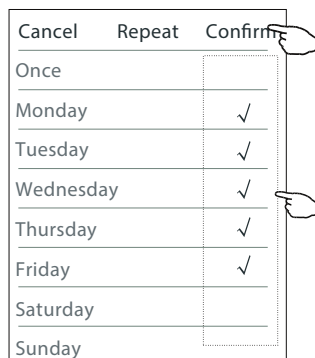 Cancel Repeat Confirm
Once
Monday √
Tuesday √
Wednesday √
Thursday √
Friday √
Saturday
Sunday